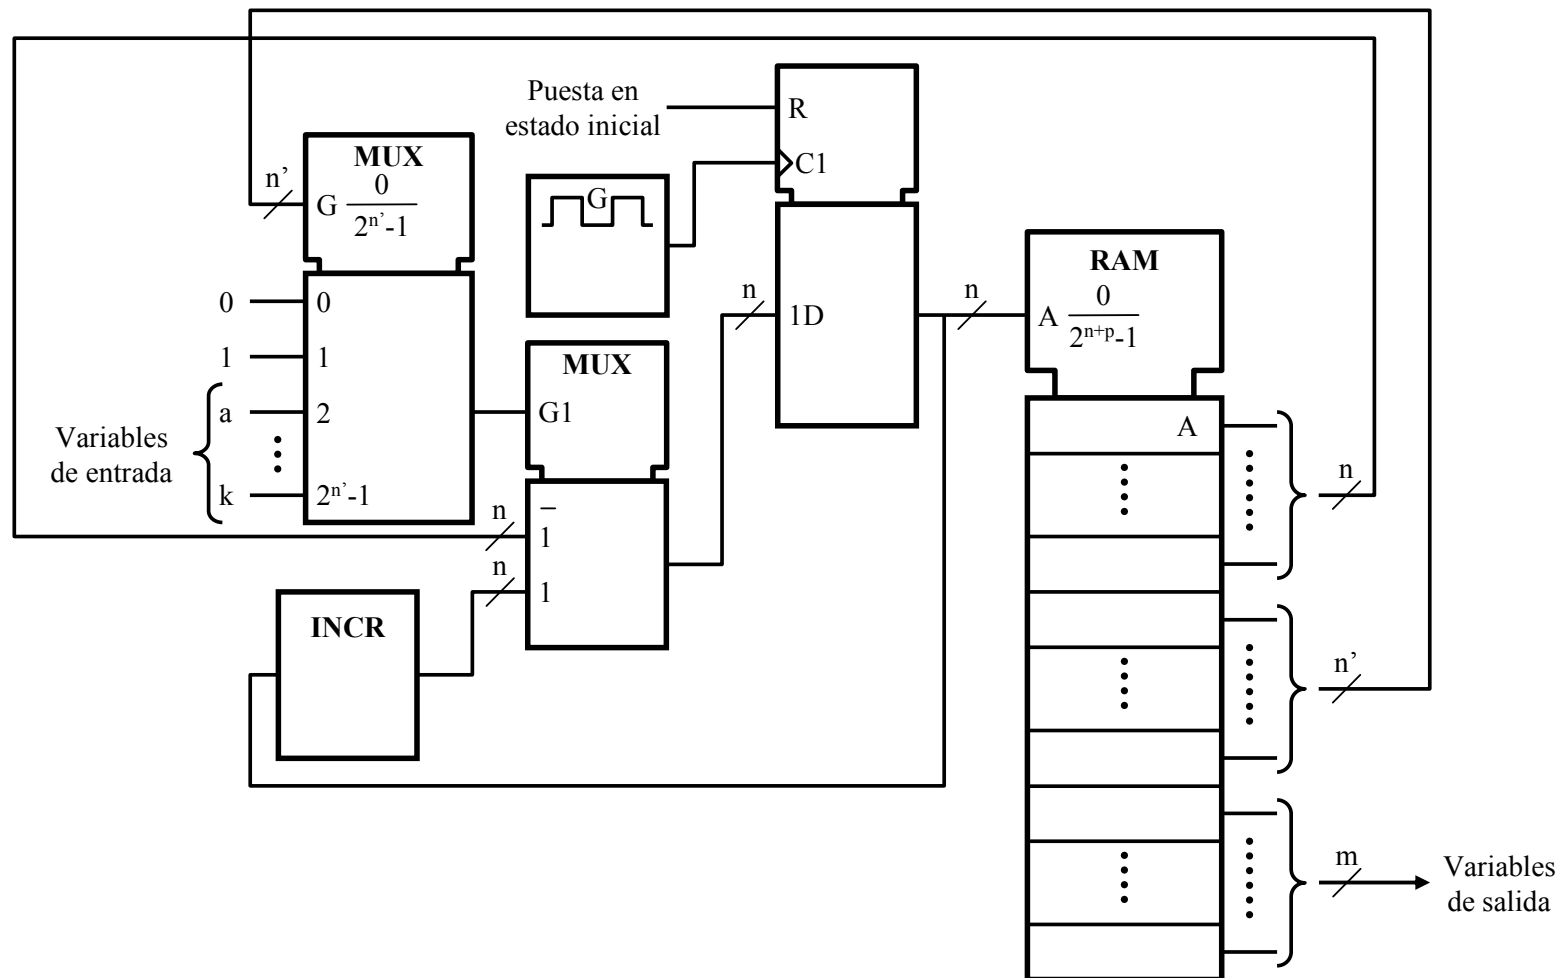 Puesta en
estado inicial
R
C1
1D
n
G
MUX
n’
G 0
2^n’-1
0 0
1 1
a 2
k 2^n’-1
Variables
de entrada
MUX
G1
n
1̅
n
1
INCR
n
RAM
A 0
2^n+p-1
A
n
n’
m
Variables
de salida